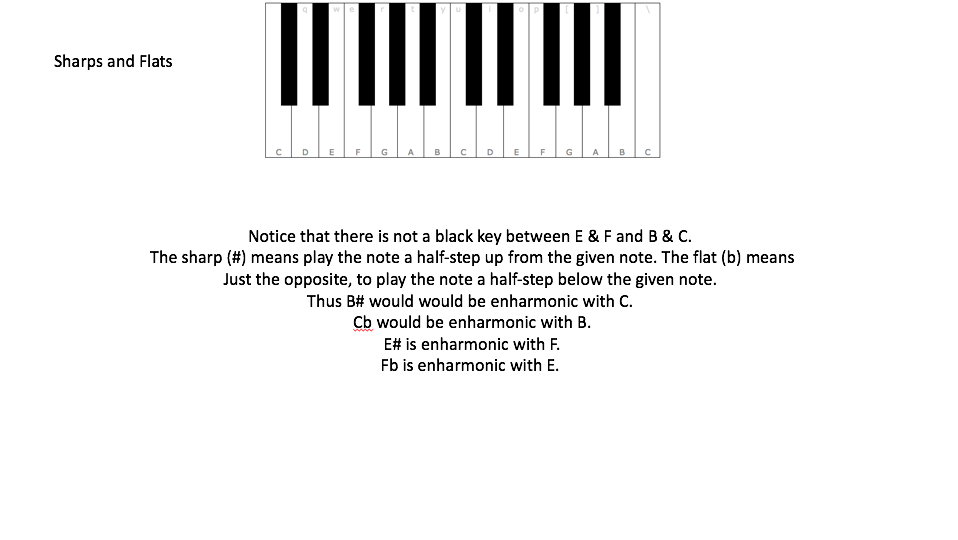 q w e r t y u i o p [ ] \
Sharps and Flats
C D E F G A B C D E F G A B C
Notice that there is not a black key between E & F and B & C.
The sharp (#) means play the note a half-step up from the given note. The flat (b) means
Just the opposite, to play the note a half-step below the given note.
Thus B# would would be enharmonic with C.
Cb would be enharmonic with B.
E# is enharmonic with F.
Fb is enharmonic with E.